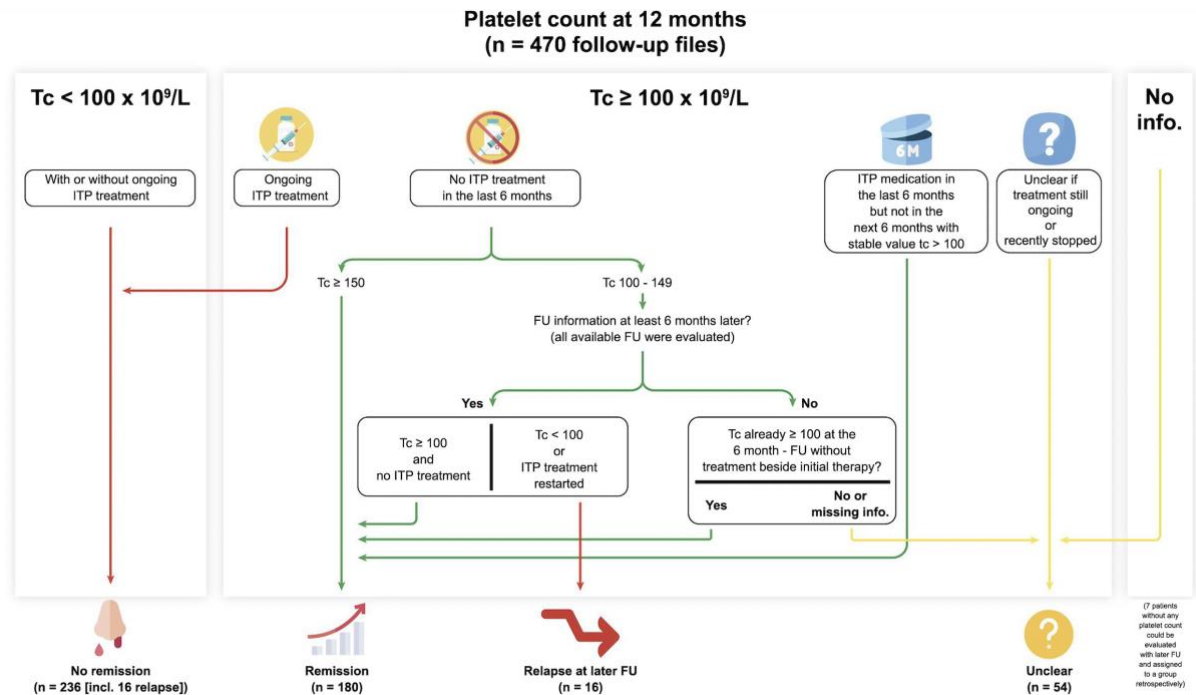 Platelet count at 12 months
(n = 470 follow-up files)
Tc < 100 x 10⁹/L
Tc ≥ 100 x 10⁹/L
No
info.
6M
With or without ongoing
ITP treatment
Ongoing
ITP treatment
No ITP treatment
in the last 6 months
ITP medication in
the last 6 months
but not in the
next 6 months with
stable value tc > 100
?
Unclear if
treatment still
ongoing
or
recently stopped
Tc ≥ 150
Tc 100 - 149
FU information at least 6 months later?
(all available FU were evaluated)
Yes
No
Tc ≥ 100
and
no ITP treatment
Tc < 100
or
ITP treatment
restarted
Tc already ≥ 100 at the
6 month - FU without
treatment beside initial therapy?
Yes
No or
missing info.
No remission
(n = 236 [incl. 16 relapse])
Remission
(n = 180)
Relapse at later FU
(n = 16)
?
Unclear
(n = 54)
(7 patients
without any
platelet count
could be
evaluated
with later FU
and assigned
to a group
retrospectively)